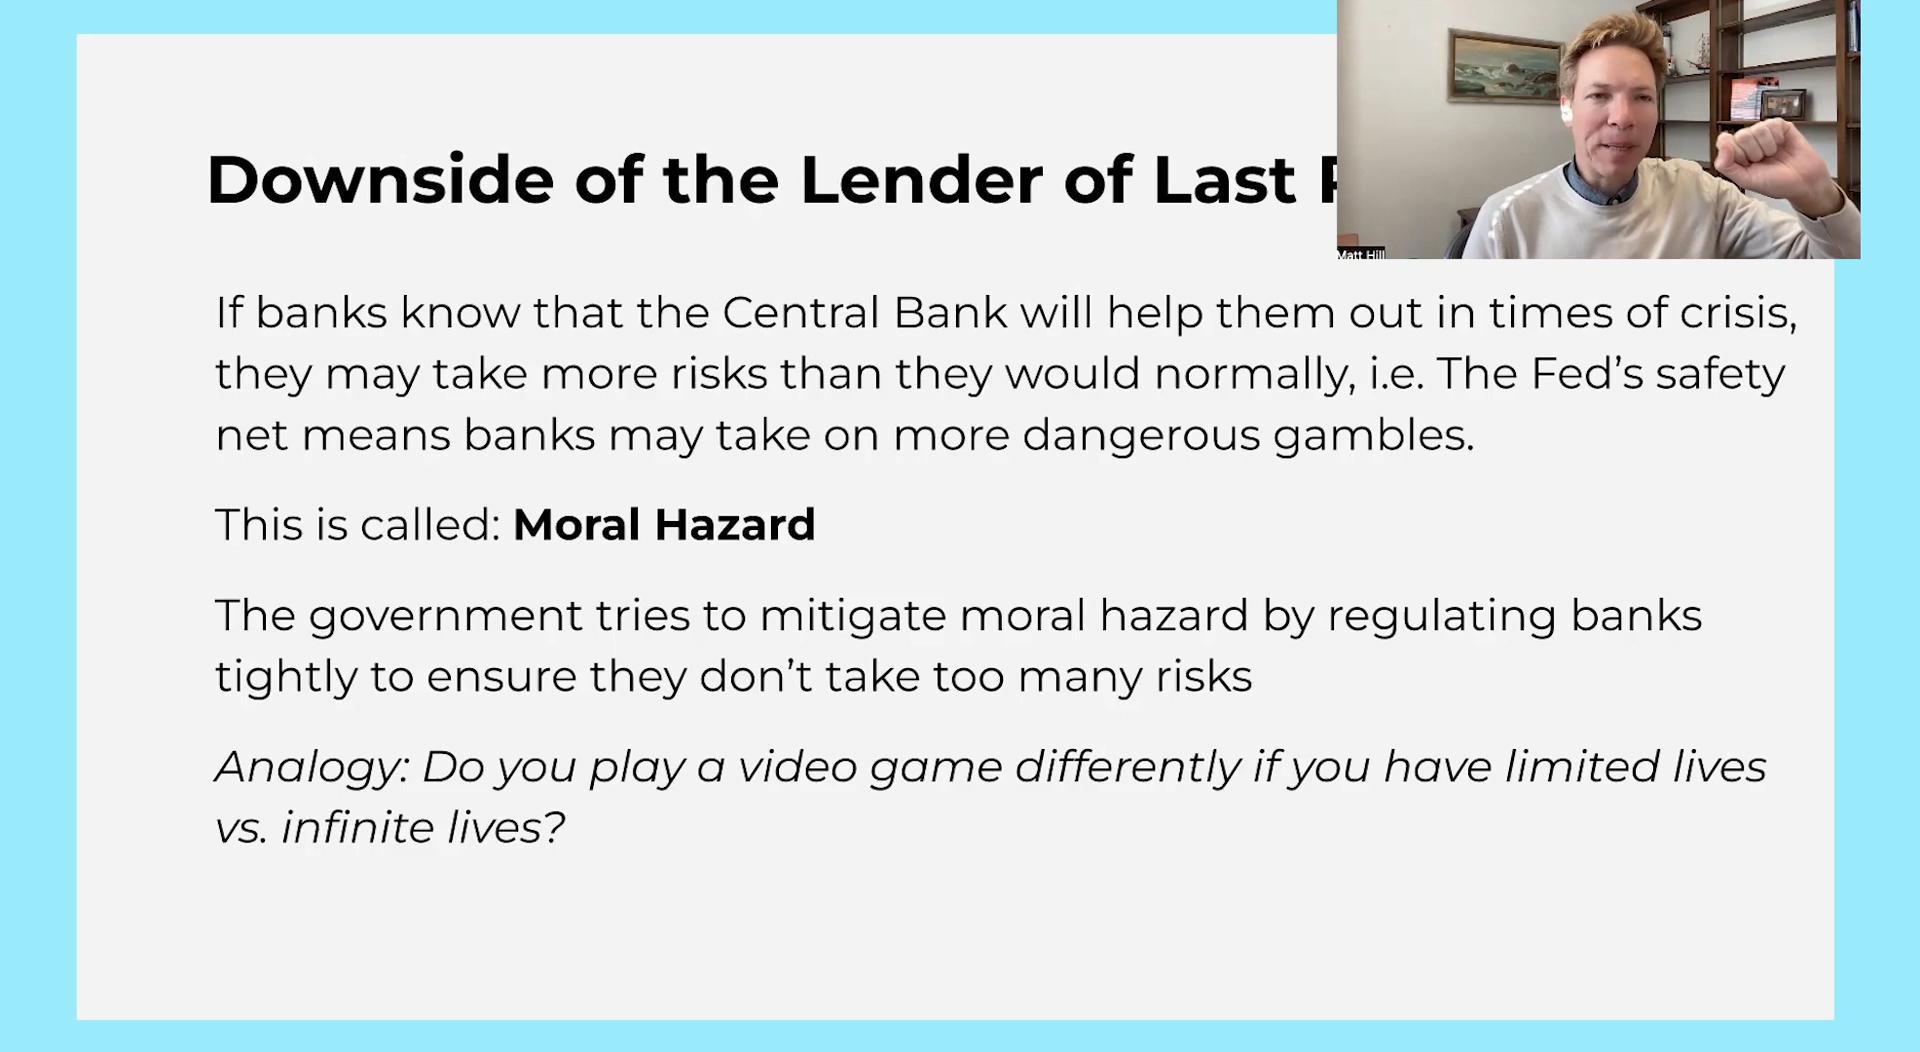 Downside of the Lender of Last
Matt Hill
If banks know that the Central Bank will help them out in times of crisis,
they may take more risks than they would normally, i.e. The Fed’s safety
net means banks may take on more dangerous gambles.
This is called: Moral Hazard
The government tries to mitigate moral hazard by regulating banks
tightly to ensure they don’t take too many risks
Analogy: Do you play a video game differently if you have limited lives
vs. infinite lives?